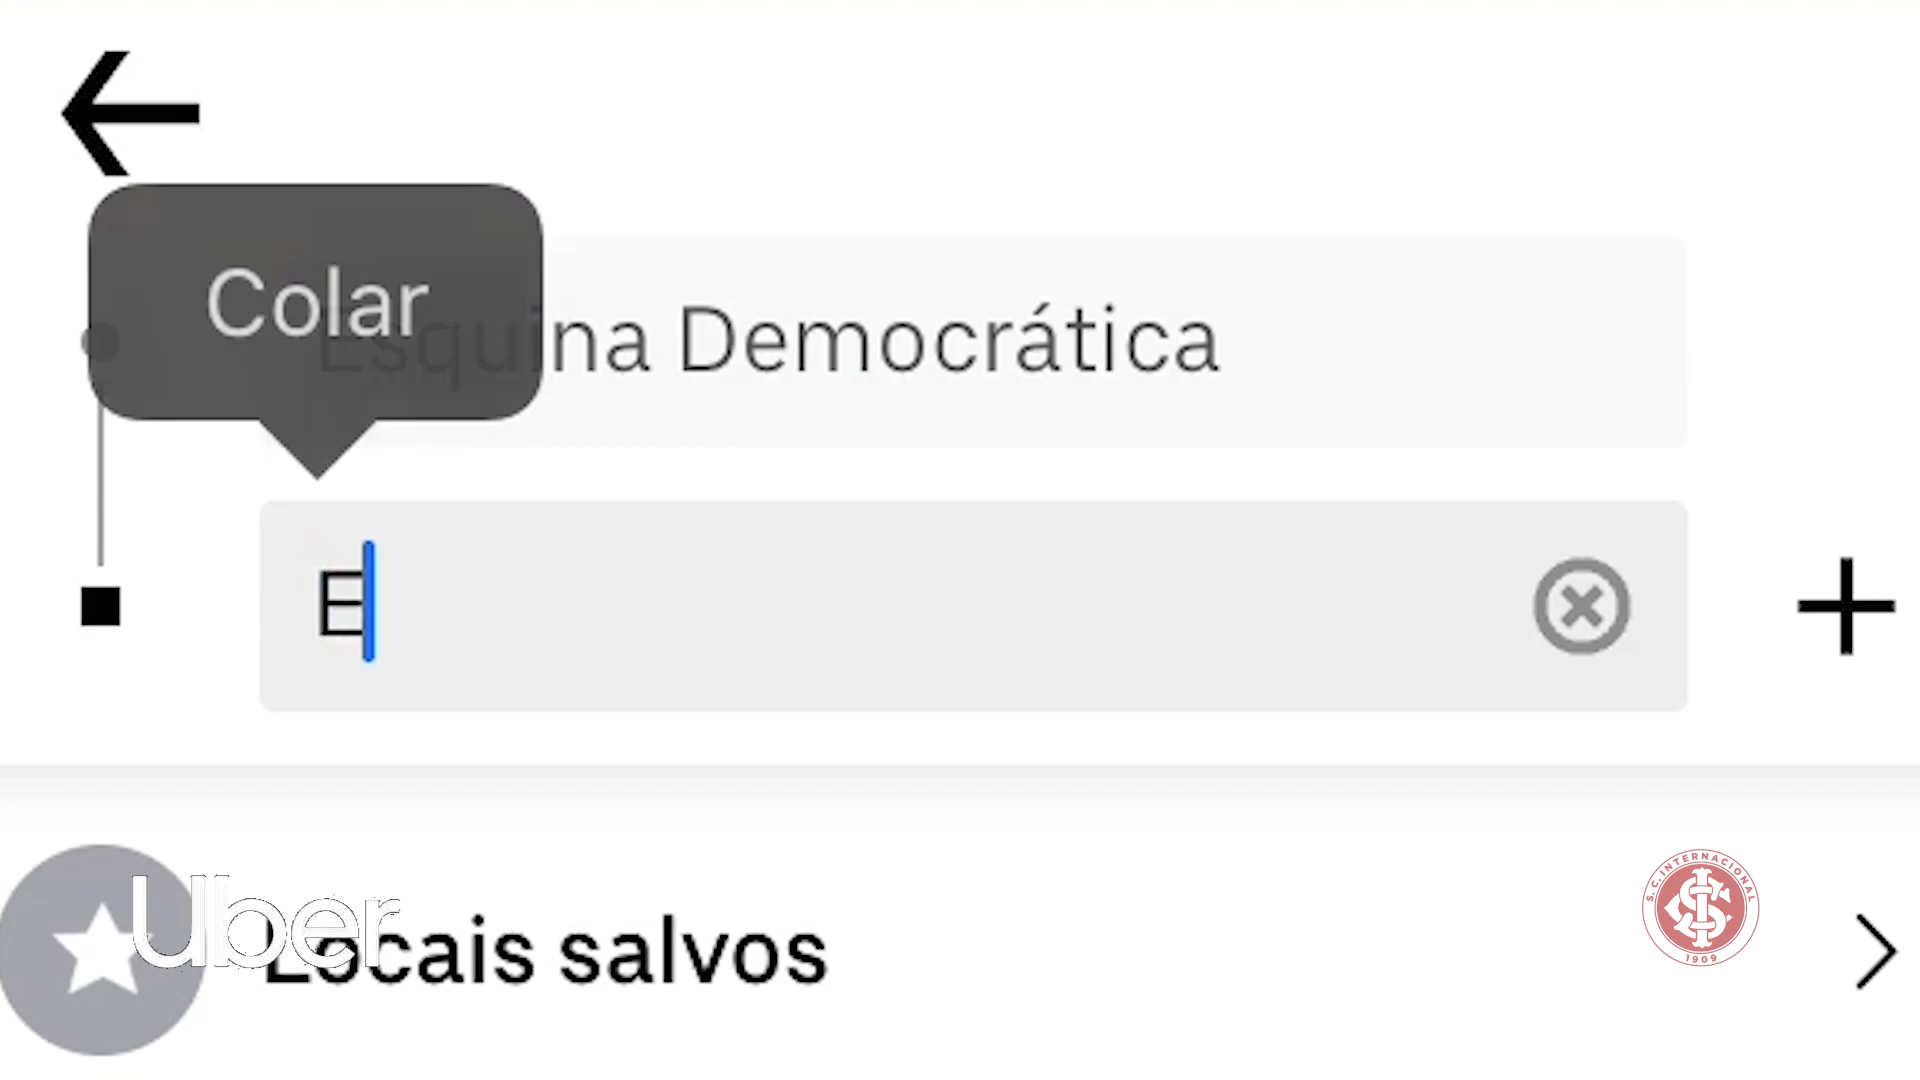 Colar
Esquina Democrática
E
Uber
Locais salvos
S.C. INTERNACIONAL
1909